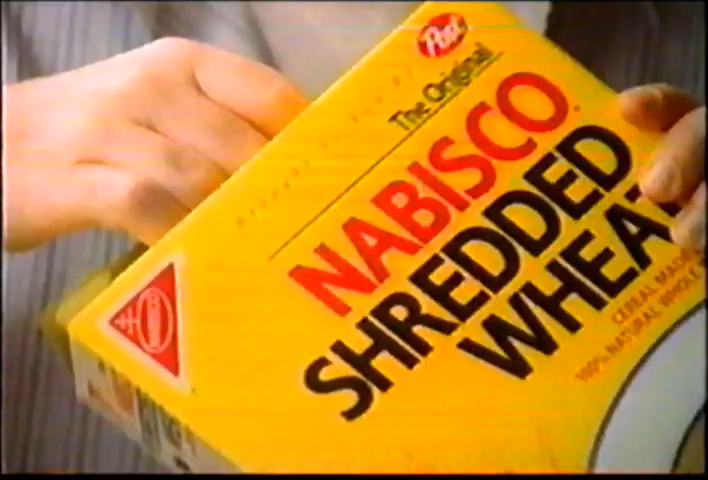 Post
The Original
NABISCO
SHREDDED
WHEAT
CEREAL MADE
100% NATURAL WHOLE